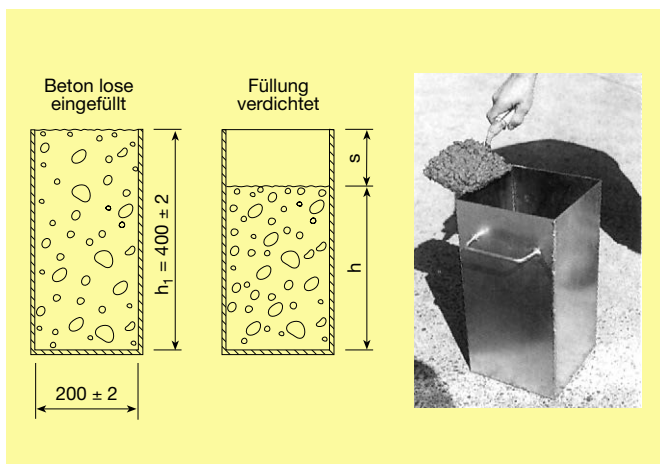 Beton lose
eingefüllt
Füllung
verdichtet
h₁ = 400 ± 2
s
h
200 ± 2